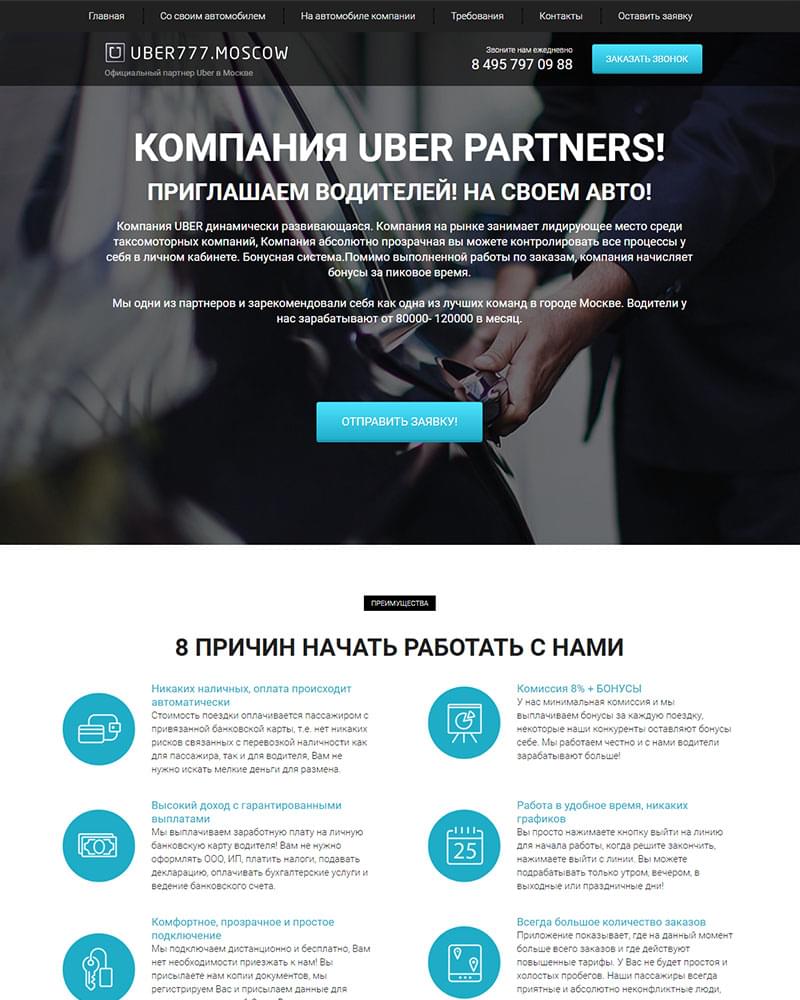 Главная
Со своим автомобилем
На автомобиле компании
Требования
Контакты
Оставить заявку
UBER777.MOSCOW
Официальный партнер Uber в Москве
Звоните нам ежедневно
8 495 797 09 88
ЗАКАЗАТЬ ЗВОНОК
КОМПАНИЯ UBER PARTNERS!
ПРИГЛАШАЕМ ВОДИТЕЛЕЙ! НА СВОЕМ АВТО!
Компания UBER динамически развивающаяся. Компания на рынке занимает лидирующее место среди
таксомоторных компаний, Компания абсолютно прозрачная вы можете контролировать все процессы у
себя в личном кабинете. Бонусная система.Помимо выполненной работы по заказам, компания начисляет
бонусы за пиковое время.
Мы одни из партнеров и зарекомендовали себя как одна из лучших команд в городе Москве. Водители у
нас зарабатывают от 80000- 120000 в месяц.
ОТПРАВИТЬ ЗАЯВКУ!
ПРЕИМУЩЕСТВА
8 ПРИЧИН НАЧАТЬ РАБОТАТЬ С НАМИ
Никаких наличных, оплата происходит
автоматически
Стоимость поездки оплачивается пассажиром с
привязанной банковской карты, т.е. нет никаких
рисков связанных с перевозкой наличности как
для пассажира, так и для водителя, Вам не
нужно искать мелкие деньги для размена.
Комиссия 8% + БОНУСЫ
У нас минимальная комиссия и мы
выплачиваем бонусы за каждую поездку,
некоторые наши конкуренты оставляют бонусы
себе. Мы работаем честно и с нами водители
зарабатывают больше!
Высокий доход с гарантированными
выплатами
Мы выплачиваем заработную плату на личную
банковскую карту водителя! Вам не нужно
оформлять ООО, ИП, платить налоги, подавать
декларацию, оплачивать бухгалтерские услуги и
ведение банковского счета.
25
Работа в удобное время, никаких
графиков
Вы просто нажимаете кнопку выйти на линию
для начала работы, когда решите закончить,
нажимаете выйти с линии. Вы можете
подрабатывать только утром, вечером, в
выходные или праздничные дни!
Комфортное, прозрачное и простое
подключение
Мы подключаем дистанционно и бесплатно, Вам
нет необходимости приезжать к нам! Вы
присылаете нам копии документов, мы
регистрируем Вас и присылаем данные для
Всегда большое количество заказов
Приложение показывает, где на данный момент
больше всего заказов и где действуют
повышенные тарифы. У Вас не будет простоя и
холостых пробегов. Наши пассажиры всегда
приятные и абсолютно неконфликтные люди,